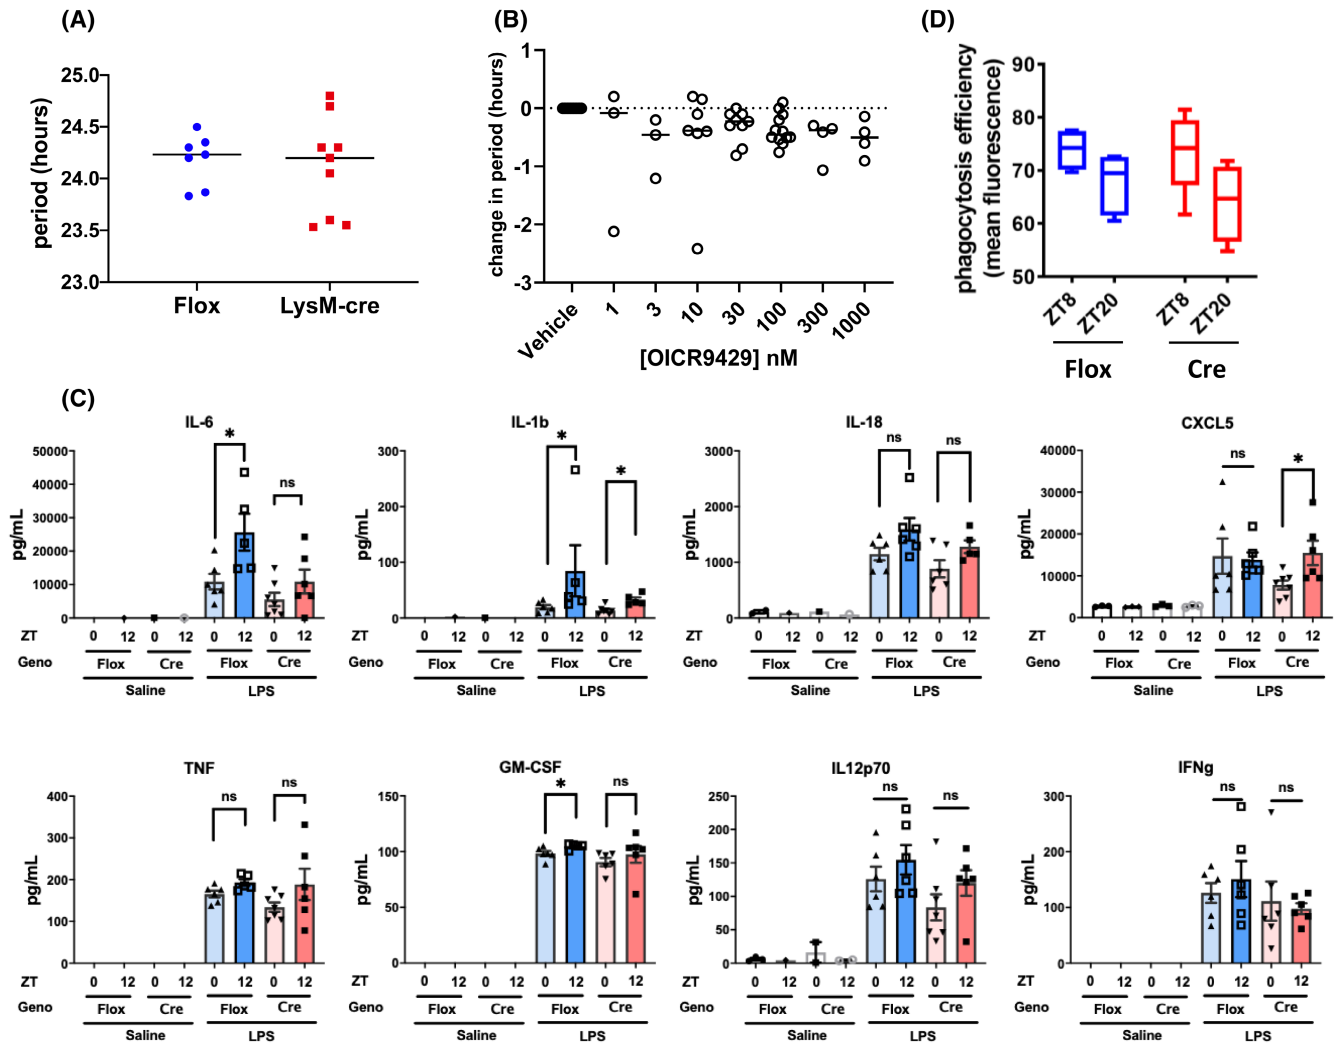 (A)
25.0
24.5
24.0
23.5
23.0
period (hours)
Flox LysM-cre
(B)
1
0
-1
-2
-3
change in period (hours)
Vehicle 1 3 10 30 100 300 1000
[OICR9429] nM
(D)
90
80
70
60
50
phagocytosis efficiency
(mean fluorescence)
ZT8 ZT20 ZT8 ZT20
Flox Cre
(C)
IL-6
50000
40000
30000
20000
10000
0
pg/mL
* ns
ZT 0 12 0 12 0 12 0 12
Geno Flox Cre Flox Cre
Saline LPS
IL-1b
300
200
100
0
pg/mL
* *
0 12 0 12 0 12 0 12
Flox Cre Flox Cre
Saline LPS
IL-18
3000
2000
1000
0
pg/mL
ns ns
ZT 0 12 0 12 0 12 0 12
Geno Flox Cre Flox Cre
Saline LPS
CXCL5
40000
30000
20000
10000
0
pg/mL
ns *
ZT 0 12 0 12 0 12 0 12
Geno Flox Cre Flox Cre
Saline LPS
TNF
400
300
200
100
0
pg/mL
ns ns
ZT 0 12 0 12 0 12 0 12
Geno Flox Cre Flox Cre
Saline LPS
GM-CSF
150
100
50
0
pg/mL
* ns
0 12 0 12 0 12 0 12
Flox Cre Flox Cre
Saline LPS
IL12p70
250
200
150
100
50
0
pg/mL
ns ns
ZT 0 12 0 12 0 12 0 12
Geno Flox Cre Flox Cre
Saline LPS
IFNg
300
200
100
0
pg/mL
ns ns
ZT 0 12 0 12 0 12 0 12
Geno Flox Cre Flox Cre
Saline LPS